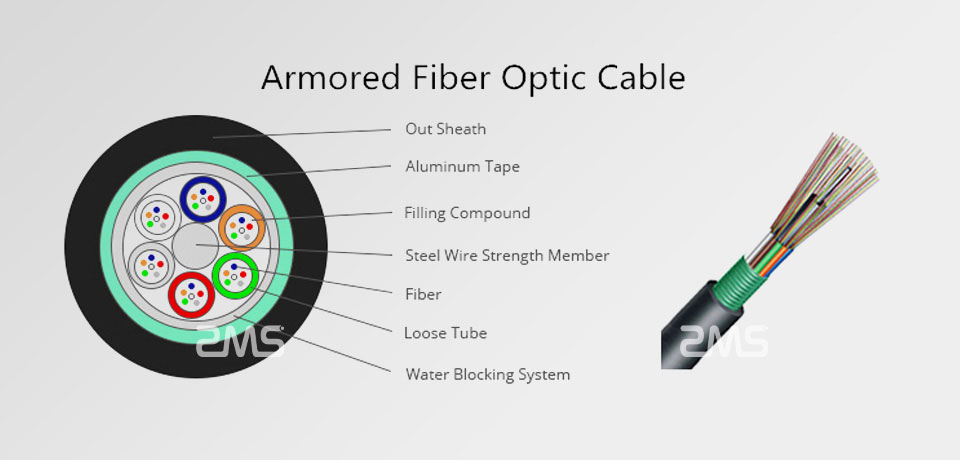 Armored Fiber Optic Cable
Out Sheath
Aluminum Tape
Filling Compound
Steel Wire Strength Member
Fiber
Loose Tube
Water Blocking System
ZMS
ZMS